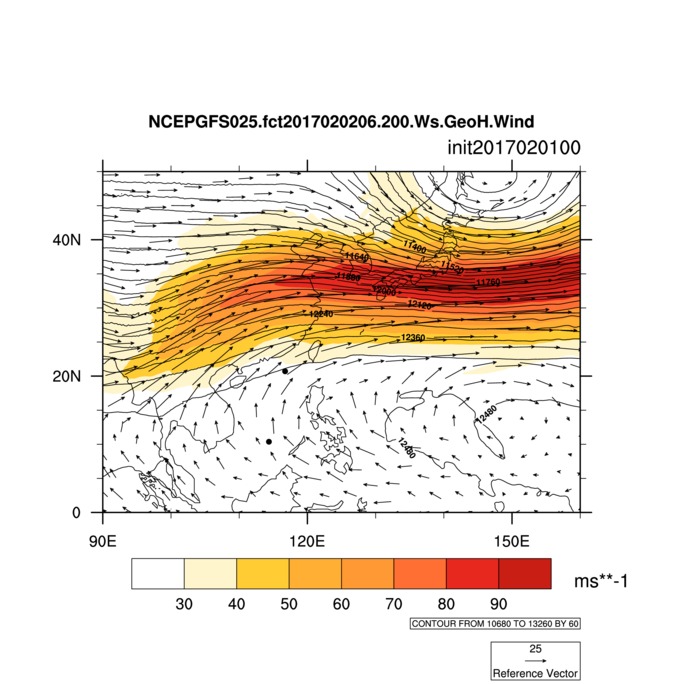 NCEPGFS025.fct2017020206.200.Ws.GeoH.Wind
init2017020100
40N
20N
0
90E 120E 150E
11400
11640
11520
11880
11760
12000
12120
12240
12360
12480
12480
30 40 50 60 70 80 90
ms**-1
CONTOUR FROM 10680 TO 13260 BY 60
25
Reference Vector